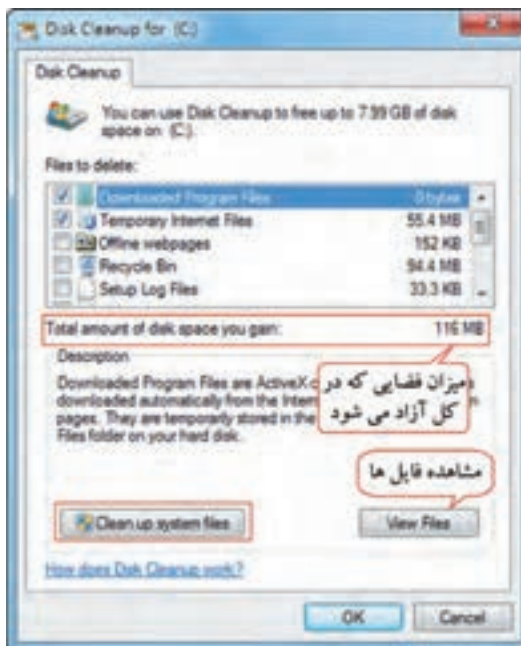 Disk Cleanup for (C:)
Disk Cleanup
You can use Disk Cleanup to free up to 7.99 GB of disk
space on (C:).
Files to delete:
Downloaded Program Files 0 bytes
Temporary Internet Files 55.4 MB
Offline webpages 152 KB
Recycle Bin 94.4 MB
Setup Log Files 33.3 KB
Total amount of disk space you gain: 116 MB
Description
Downloaded Program Files are ActiveX
downloaded automatically from the Internet
pages. They are temporarily stored in the
Files folder on your hard disk.
میزان فضایی که در
کل آزاد می شود
مشاهده فایل ها
Clean up system files View Files
How does Disk Cleanup work?
OK Cancel